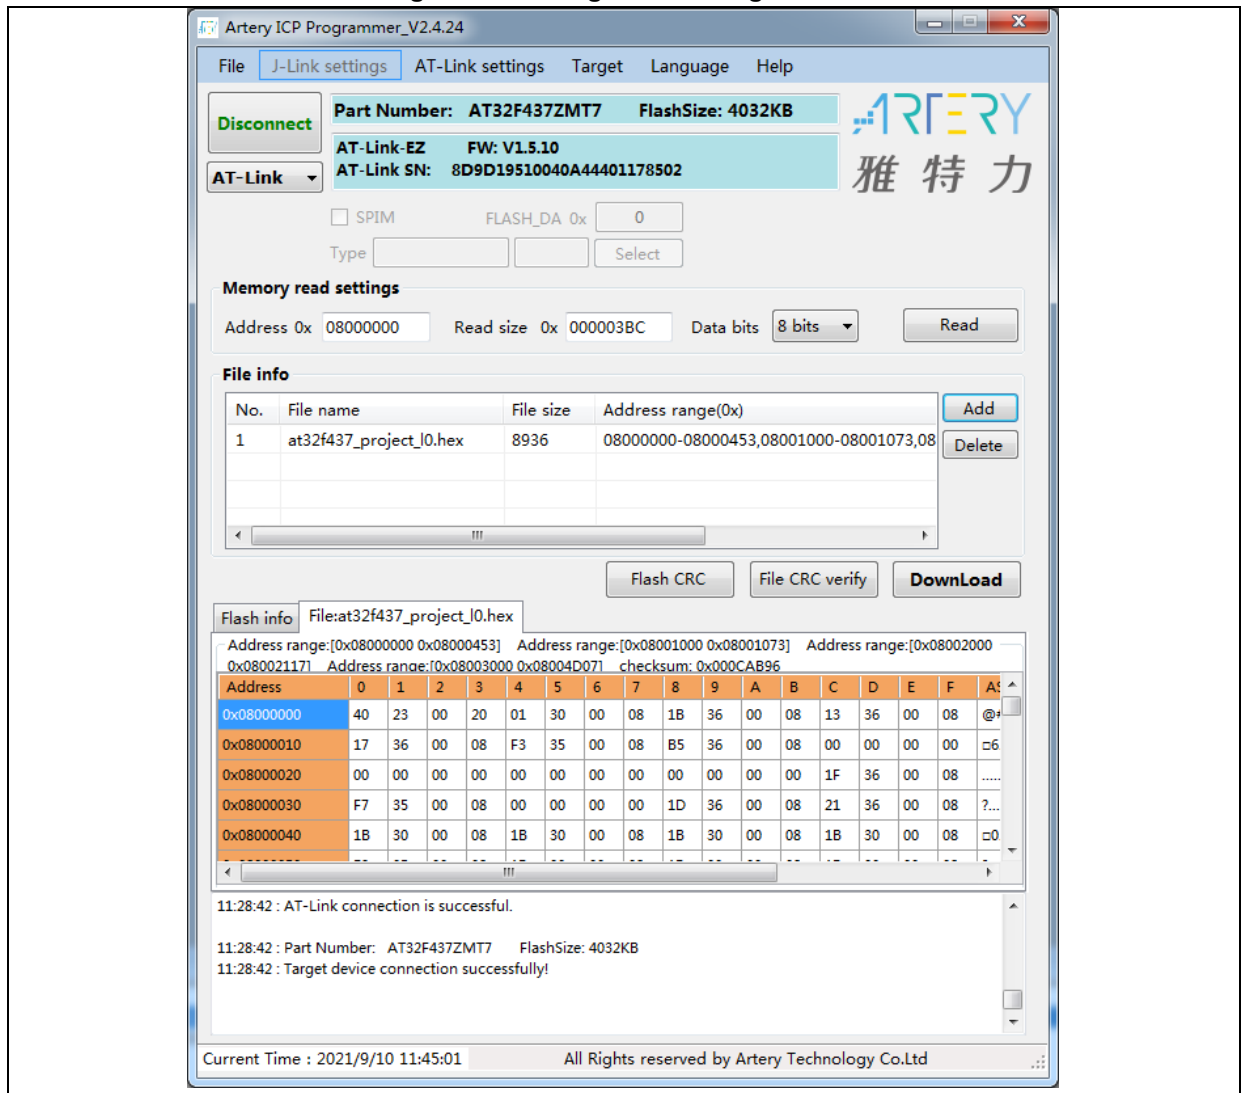 Artery ICP Programmer_V2.4.24
File J-Link settings AT-Link settings Target Language Help
Disconnect
Part Number: AT32F437ZMT7 FlashSize: 4032KB
AT-Link-EZ FW: V1.5.10
AT-Link SN: 8D9D19510040A44401178502
AT-Link
ARTERY
雅特力
SPIM FLASH_DA 0x 0
Type Select
Memory read settings
Address 0x 08000000 Read size 0x 000003BC Data bits 8 bits Read
File info
No. File name File size Address range(0x)
1 at32f437_project_l0.hex 8936 08000000-08000453,08001000-08001073,08
Add
Delete
Flash CRC File CRC verify DownLoad
Flash info File:at32f437_project_l0.hex
Address range:[0x08000000 0x08000453] Address range:[0x08001000 0x08001073] Address range:[0x08002000
0x08002117] Address range:[0x08003000 0x08004D07] checksum: 0x000CAB96
Address 0 1 2 3 4 5 6 7 8 9 A B C D E F
0x08000000 40 23 00 20 01 30 00 08 1B 36 00 08 13 36 00 08 @#
0x08000010 17 36 00 08 F3 35 00 08 B5 36 00 08 00 00 00 00 □6
0x08000020 00 00 00 00 00 00 00 00 00 00 00 00 1F 36 00 08 .....
0x08000030 F7 35 00 08 00 00 00 00 1D 36 00 08 21 36 00 08 ?...
0x08000040 1B 30 00 08 1B 30 00 08 1B 30 00 08 1B 30 00 08 □0
11:28:42 : AT-Link connection is successful.
11:28:42 : Part Number: AT32F437ZMT7 FlashSize: 4032KB
11:28:42 : Target device connection successfully!
Current Time : 2021/9/10 11:45:01 All Rights reserved by Artery Technology Co.Ltd